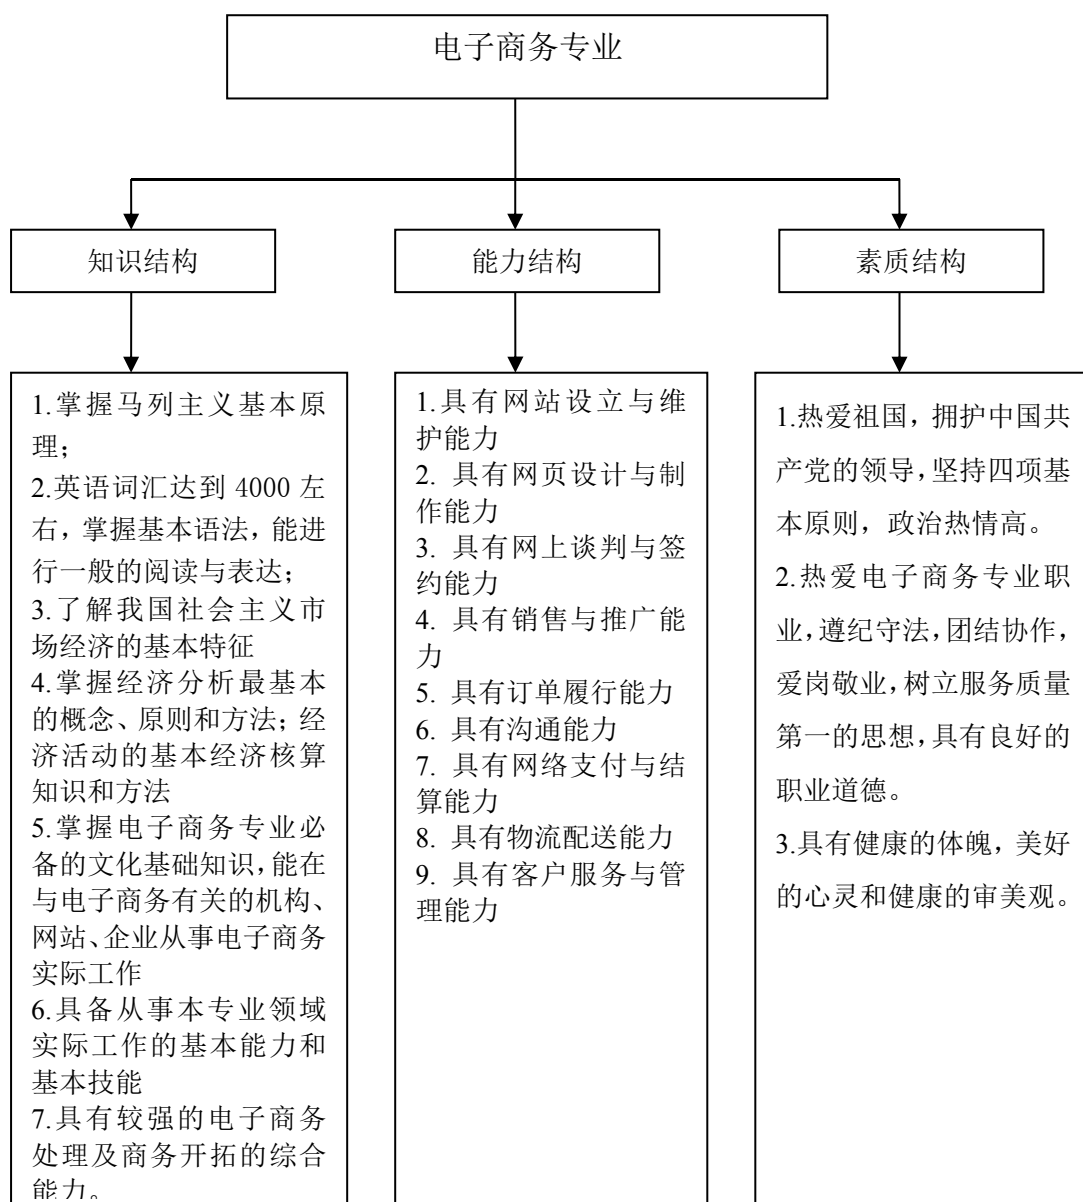 电子商务专业
知识结构
能力结构
素质结构
1.掌握马列主义基本原
理；
2.英语词汇达到 4000 左
右，掌握基本语法，能进
行一般的阅读与表达；
3.了解我国社会主义市
场经济的基本特征
4.掌握经济分析最基本
的概念、原则和方法；经
济活动的基本经济核算
知识和方法
5.掌握电子商务专业必
备的文化基础知识，能在
与电子商务有关的机构、
网站、企业从事电子商务
实际工作
6.具备从事本专业领域
实际工作的基本能力和
基本技能
7.具有较强的电子商务
处理及商务开拓的综合
能力。
1.具有网站设立与维
护能力
2. 具有网页设计与制
作能力
3. 具有网上谈判与签
约能力
4. 具有销售与推广能
力
5. 具有订单履行能力
6. 具有沟通能力
7. 具有网络支付与结
算能力
8. 具有物流配送能力
9. 具有客户服务与管
理能力
1.热爱祖国，拥护中国共
产党的领导，坚持四项基
本原则，政治热情高。
2.热爱电子商务专业职
业，遵纪守法，团结协作，
爱岗敬业，树立服务质量
第一的思想，具有良好的
职业道德。
3.具有健康的体魄，美好
的心灵和健康的审美观。